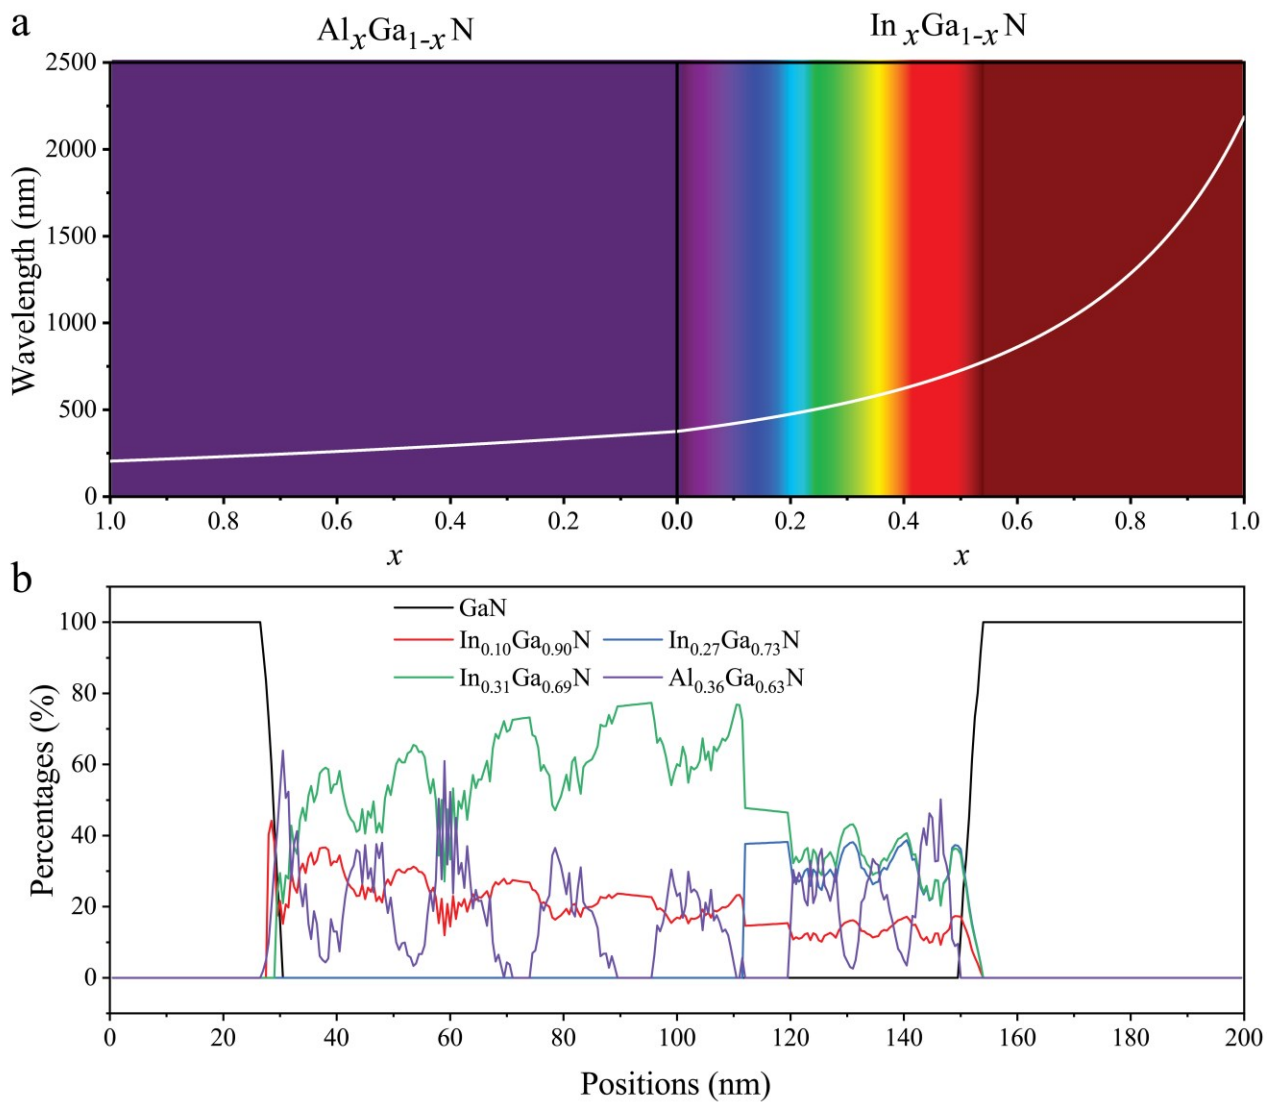 a
AlxGa1-xN
InxGa1-xN
2500
2000
1500
1000
500
0
Wavelength (nm)
1.0 0.8 0.6 0.4 0.2 0.0 0.2 0.4 0.6 0.8 1.0
x
x
b
GaN
In0.10Ga0.90N
In0.27Ga0.73N
In0.31Ga0.69N
Al0.36Ga0.63N
100
80
60
40
20
0
Percentages (%)
0 20 40 60 80 100 120 140 160 180 200
Positions (nm)